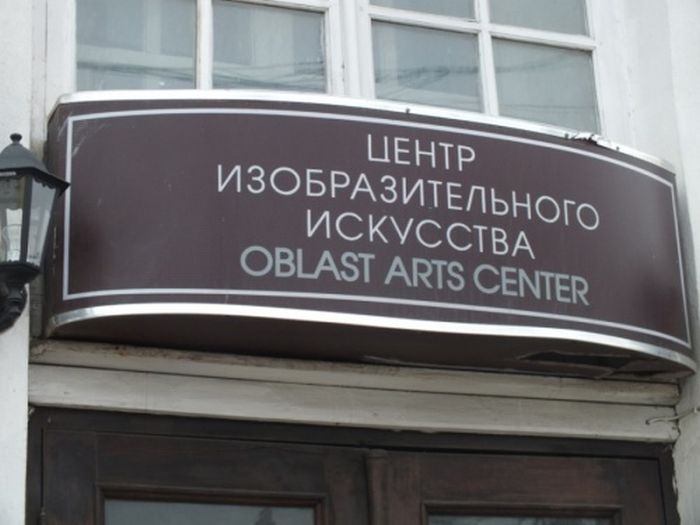 ЦЕНТР
ИЗОБРАЗИТЕЛЬНОГО
ИСКУССТВА
OBLAST ARTS CENTER